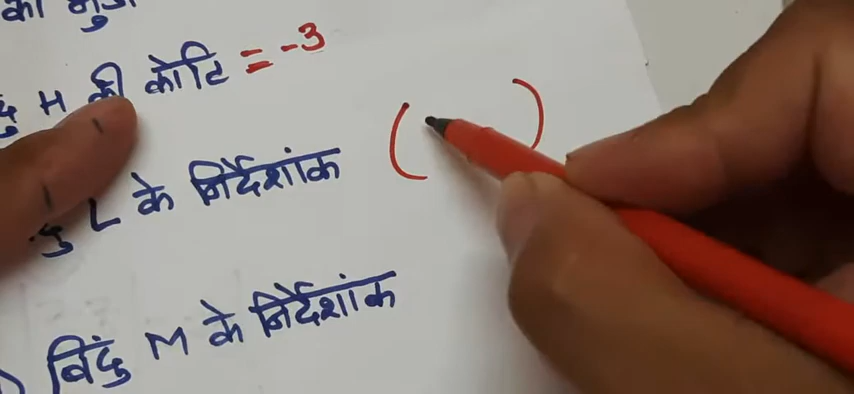 का भुज
H की कोटि = -3
L के निर्देशांक ( )
बिंदु M के निर्देशांक